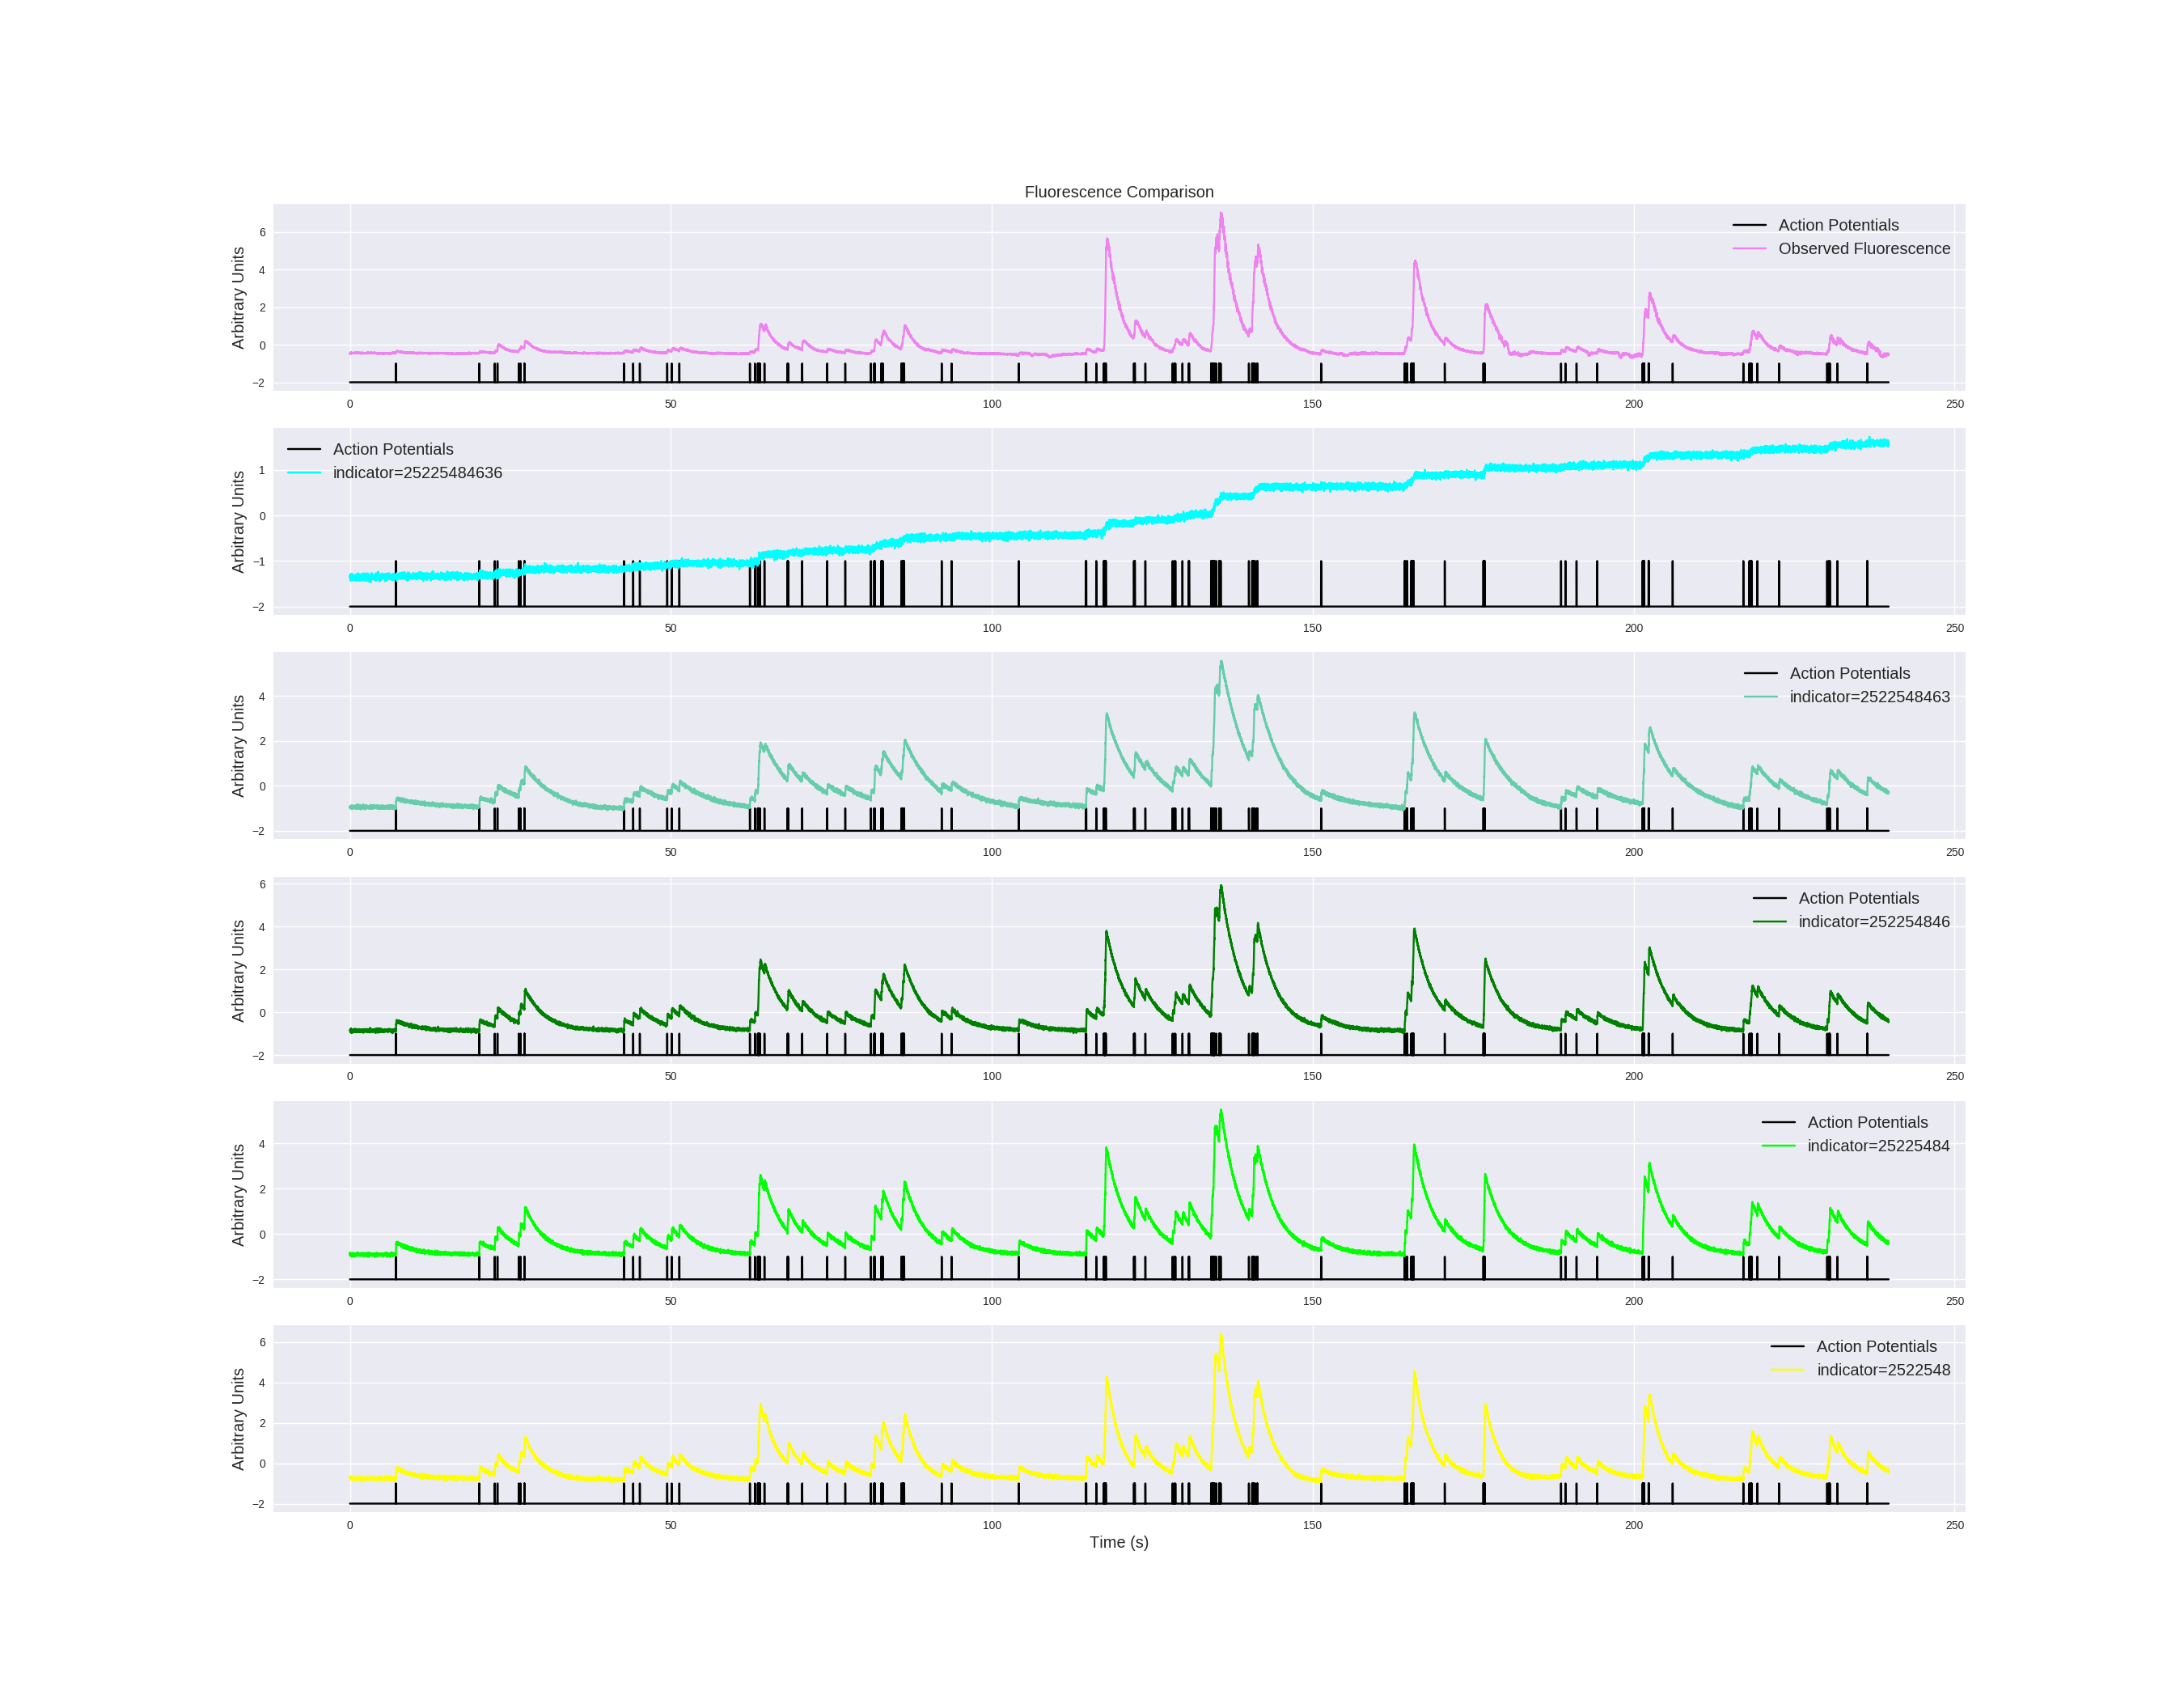 Fluorescence Comparison
Arbitrary Units
6
4
2
0
−2
Action Potentials
Observed Fluorescence
0 50 100 150 200 250
Arbitrary Units
1
0
−1
−2
Action Potentials
indicator=25225484636
0 50 100 150 200 250
Arbitrary Units
4
2
0
−2
Action Potentials
indicator=2522548463
0 50 100 150 200 250
Arbitrary Units
6
4
2
0
−2
Action Potentials
indicator=252254846
0 50 100 150 200 250
Arbitrary Units
4
2
0
−2
Action Potentials
indicator=25225484
0 50 100 150 200 250
Arbitrary Units
6
4
2
0
−2
Action Potentials
indicator=2522548
0 50 100 150 200 250
Time (s)